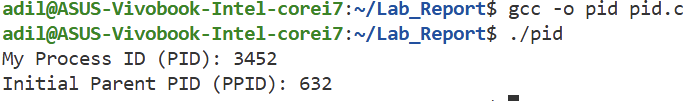 adil@ASUS-Vivobook-Intel-corei7:~/Lab_Report$ gcc -o pid pid.c
adil@ASUS-Vivobook-Intel-corei7:~/Lab_Report$ ./pid
My Process ID (PID): 3452
Initial Parent PID (PPID): 632